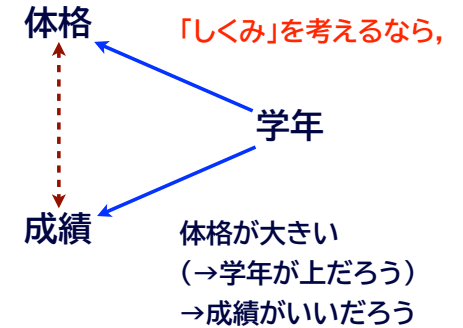 体格
「しくみ」を考えるなら,
学年
成績
体格が大きい
(→学年が上だろう)
→成績がいいだろう